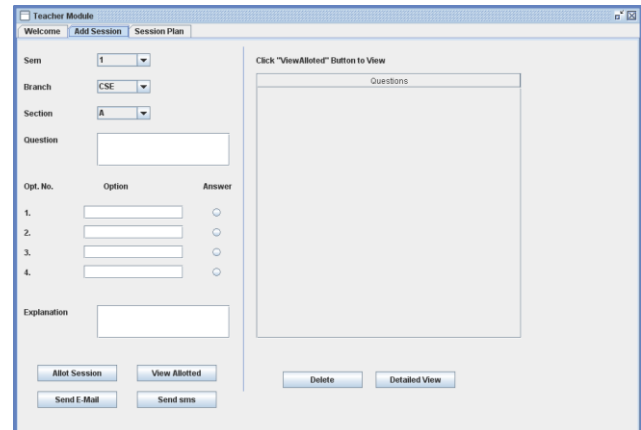 Teacher Module
Welcome Add Session Session Plan
Sem 1
Branch CSE
Section A
Question
Opt. No. Option Answer
1.
2.
3.
4.
Explanation
Allot Session View Allotted
Send E-Mail Send sms
Click "ViewAlloted" Button to View
Questions
Delete Detailed View